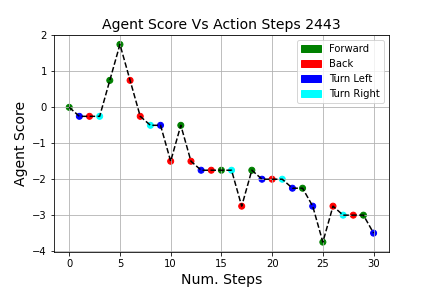 Agent Score Vs Action Steps 2443
Forward
Back
Turn Left
Turn Right
Agent Score
2
1
0
−1
−2
−3
−4
0 5 10 15 20 25 30
Num. Steps